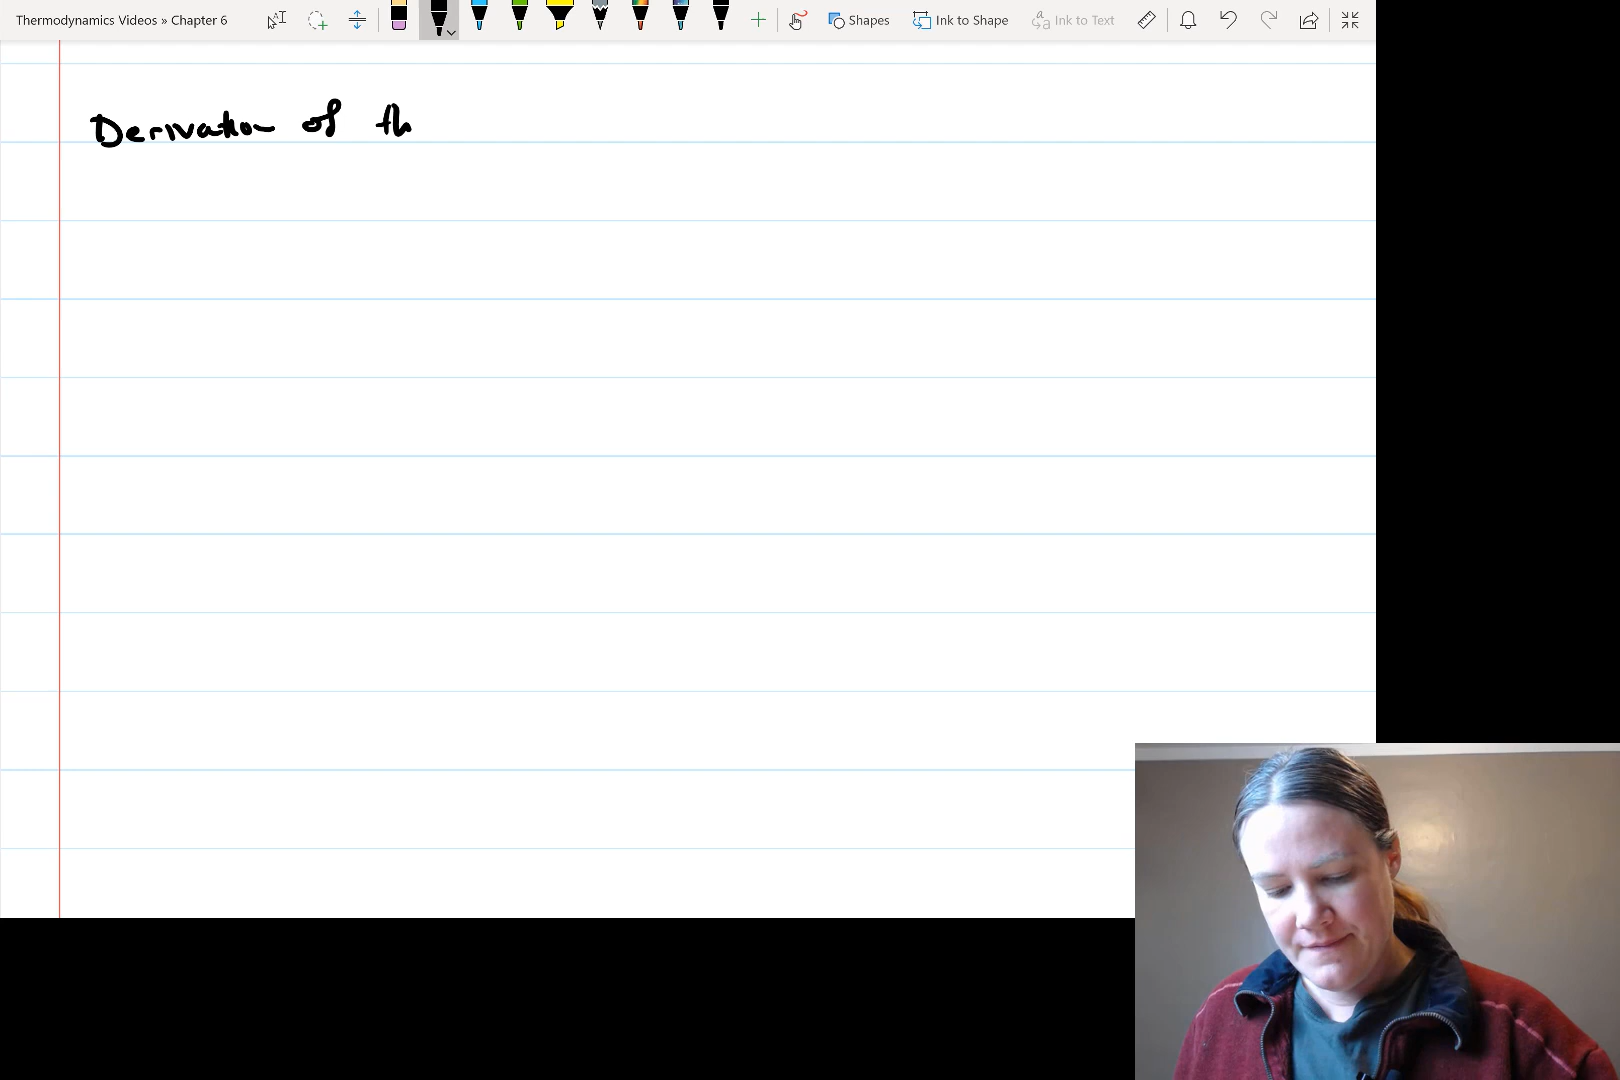 Thermodynamics Videos » Chapter 6
Shapes
Ink to Shape
Ink to Text
Derivation of th